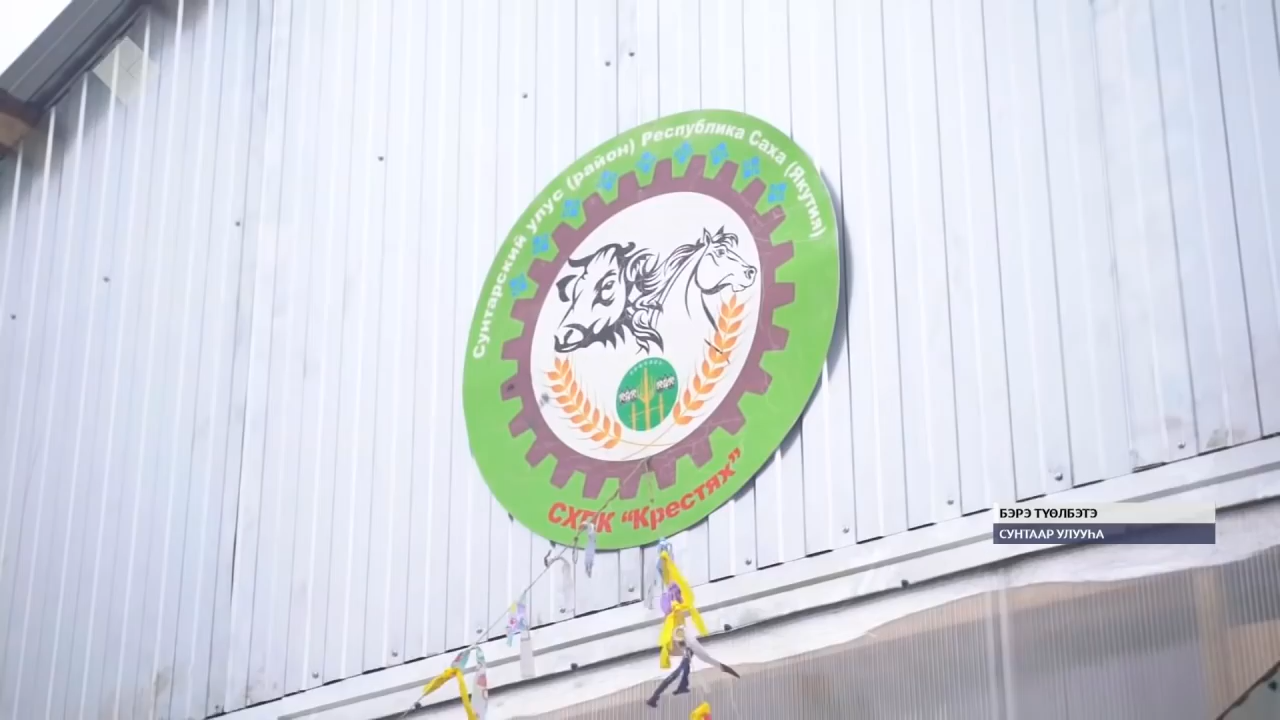 Сунтарский улус (район) Республика Саха (Якутия)
СХПК “Крестях”
БЭРЭ ТҮӨЛБЭТЭ
СУНТААР УЛУУҺА